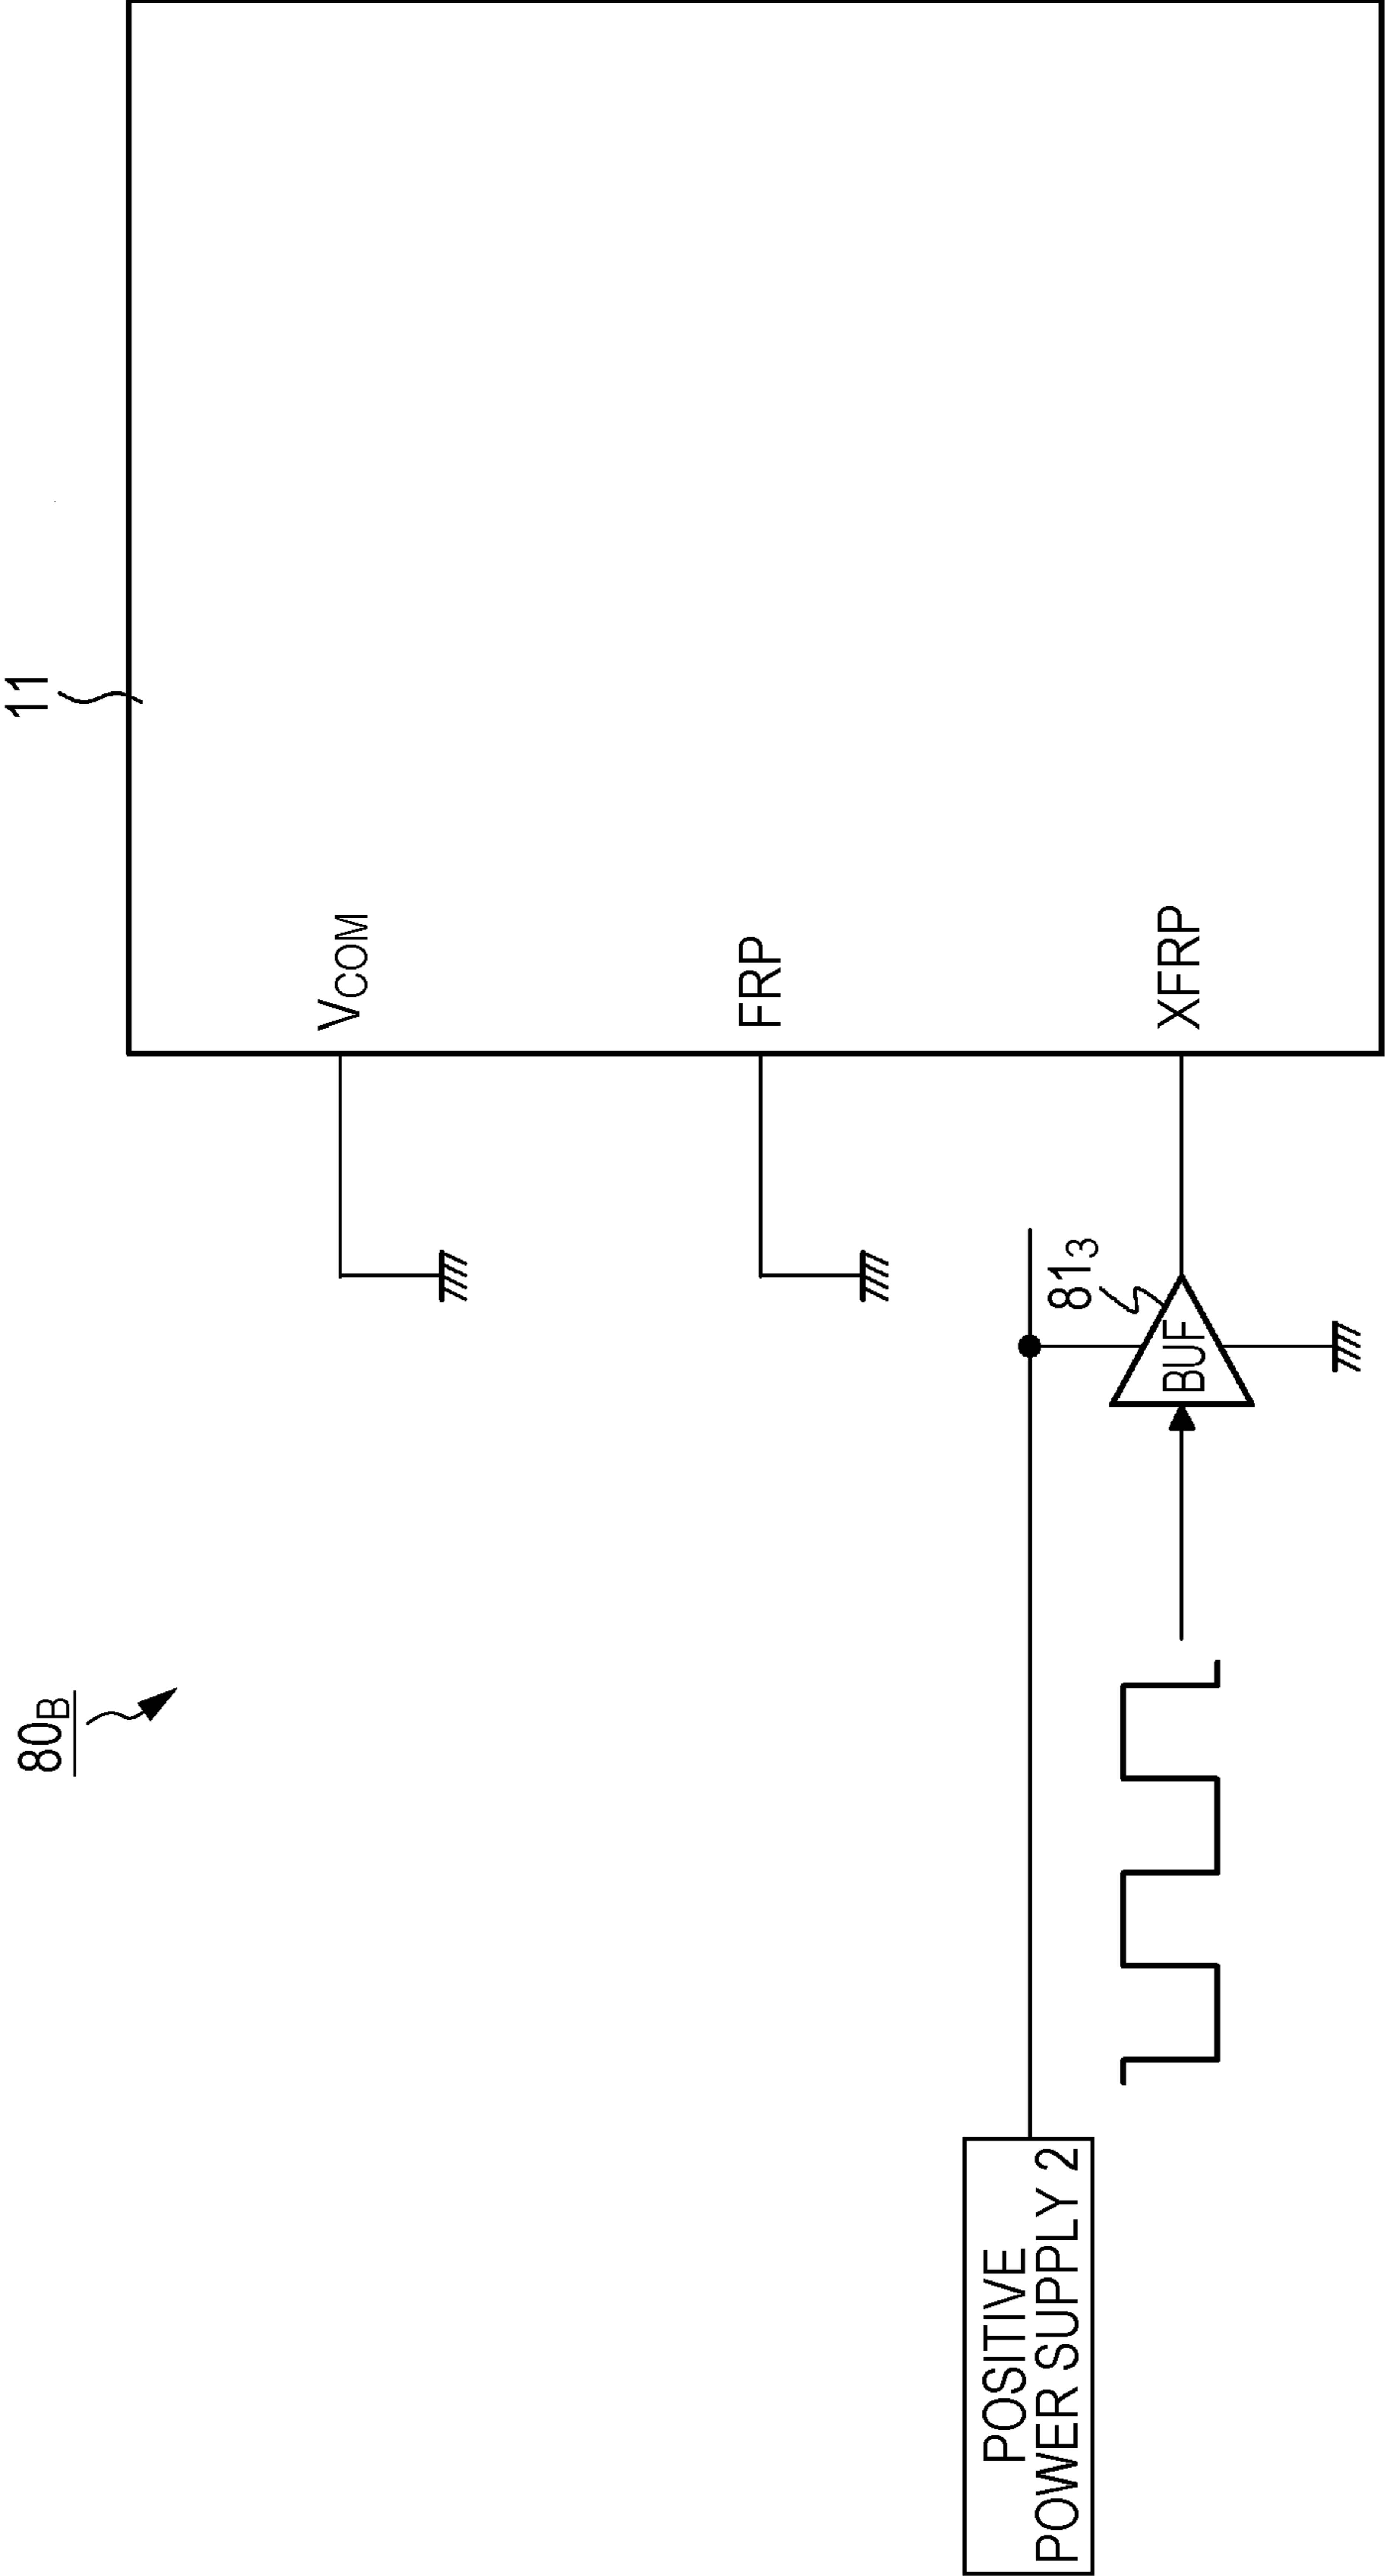 80B
11
VCOM
FRP
XFRP
813
BUF
POSITIVE
POWER SUPPLY 2